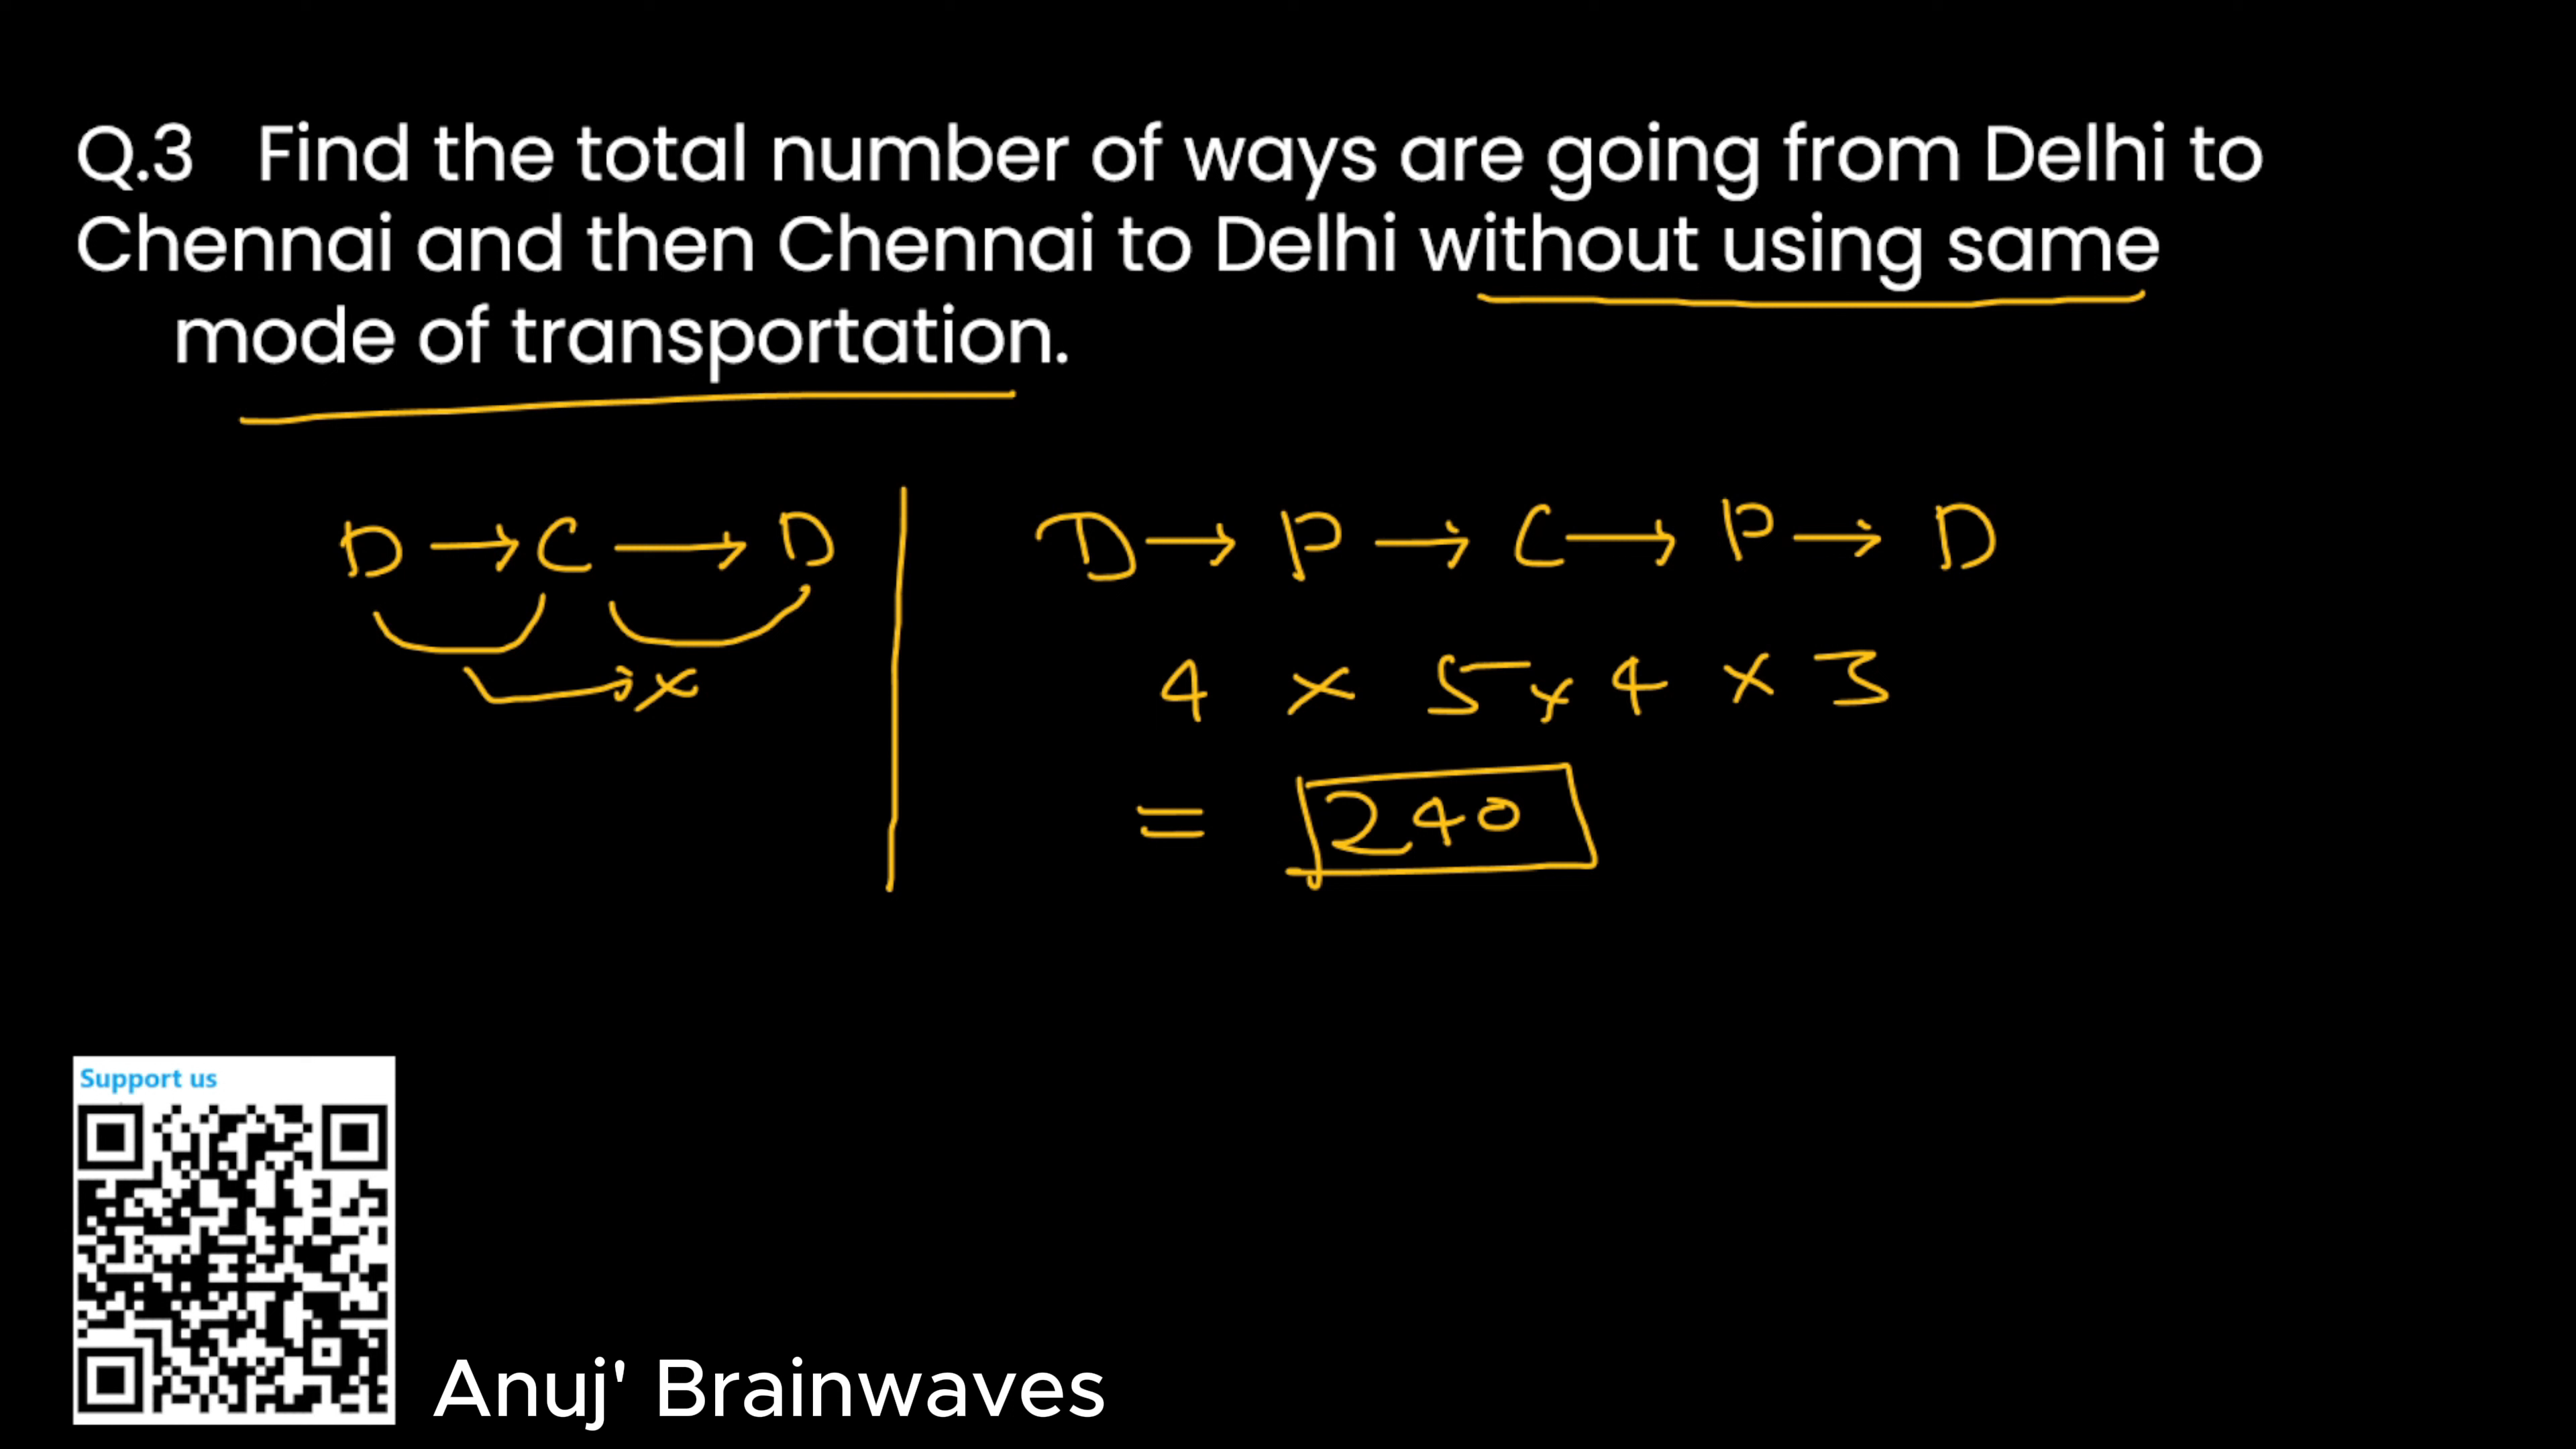 Q.3 Find the total number of ways are going from Delhi to
Chennai and then Chennai to Delhi without using same
mode of transportation.
D → C → D
x
D → P → C → P → D
4 x 5 x 4 x 3
= 240
Support us
Anuj' Brainwaves